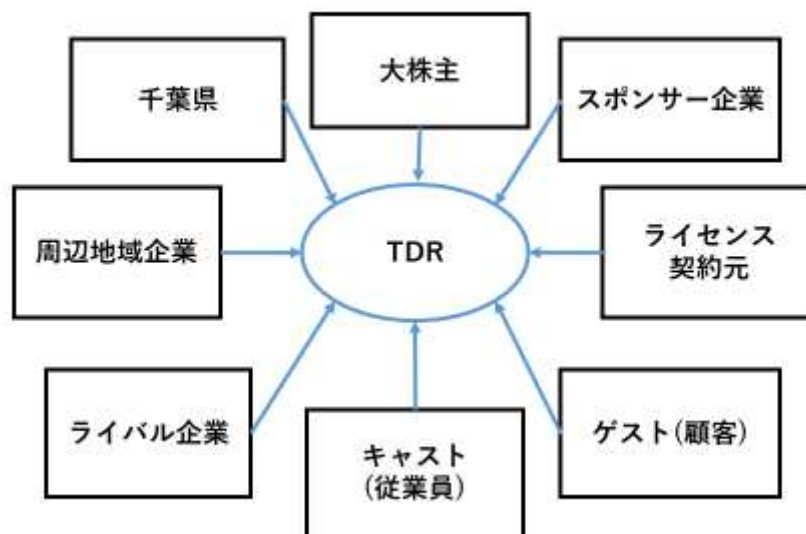 大株主
千葉県
スポンサー企業
周辺地域企業
TDR
ライセンス
契約元
ライバル企業
キャスト
(従業員)
ゲスト(顧客)